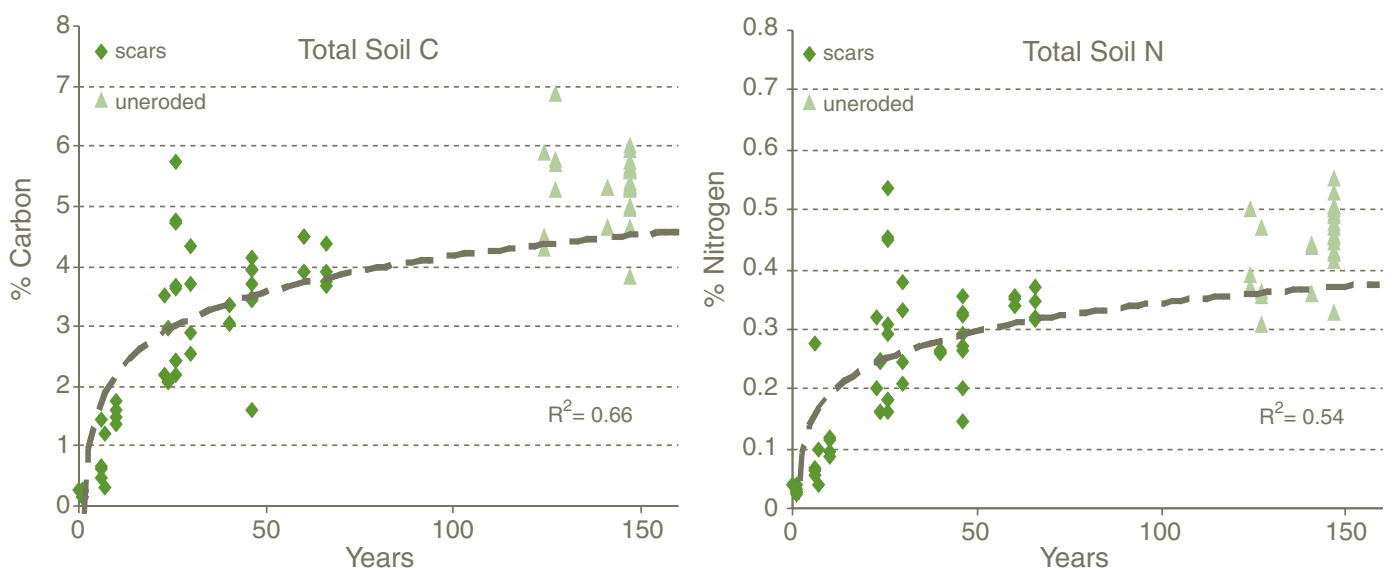 Total Soil C
scars
uneroded
% Carbon
8
7
6
5
4
3
2
1
0
R2= 0.66
0 50 100 150
Years
Total Soil N
scars
uneroded
% Nitrogen
0.8
0.7
0.6
0.5
0.4
0.3
0.2
0.1
0
R2= 0.54
0 50 100 150
Years